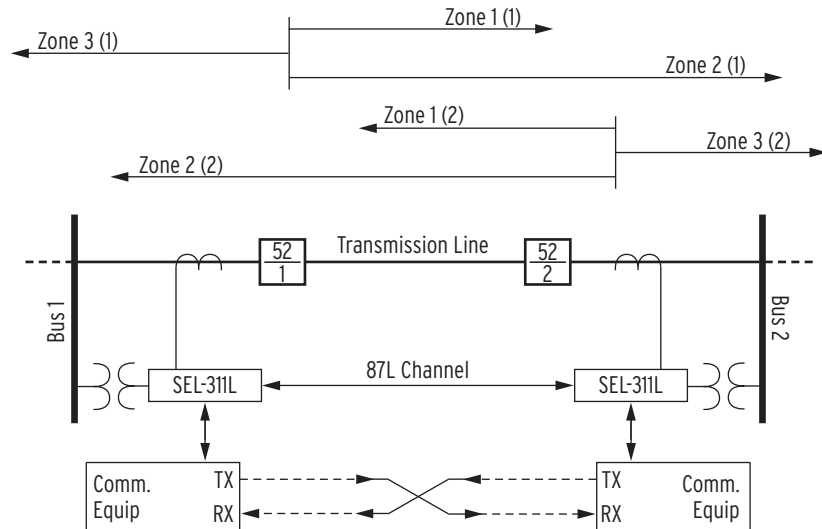 Zone 1 (1)
Zone 3 (1)
Zone 2 (1)
Zone 1 (2)
Zone 3 (2)
Zone 2 (2)
52
1
Transmission Line
52
2
Bus 1
Bus 2
SEL-311L
87L Channel
SEL-311L
Comm.
Equip
TX
RX
TX
RX
Comm.
Equip